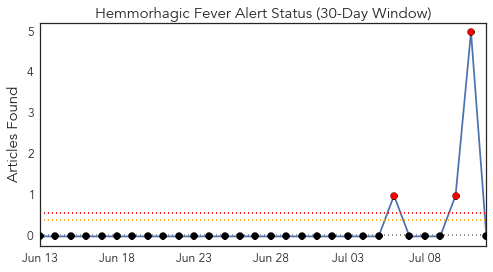 Hemmorhagic Fever Alert Status (30-Day Window)
Articles Found
5
4
3
2
1
0
Jun 13 Jun 18 Jun 23 Jun 28 Jul 03 Jul 08